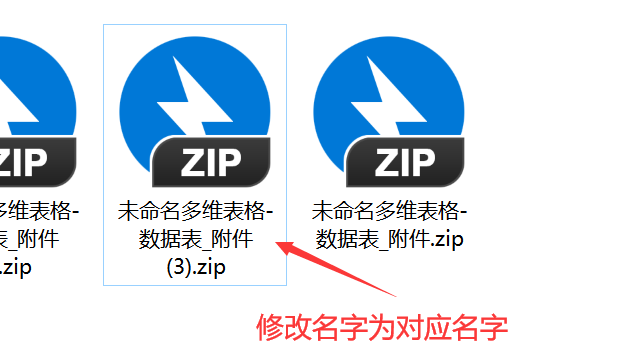 ZIP
多维表格-
表_附件
.zip
ZIP
未命名多维表格-
数据表_附件
(3).zip
ZIP
未命名多维表格-
数据表_附件.zip
修改名字为对应名字